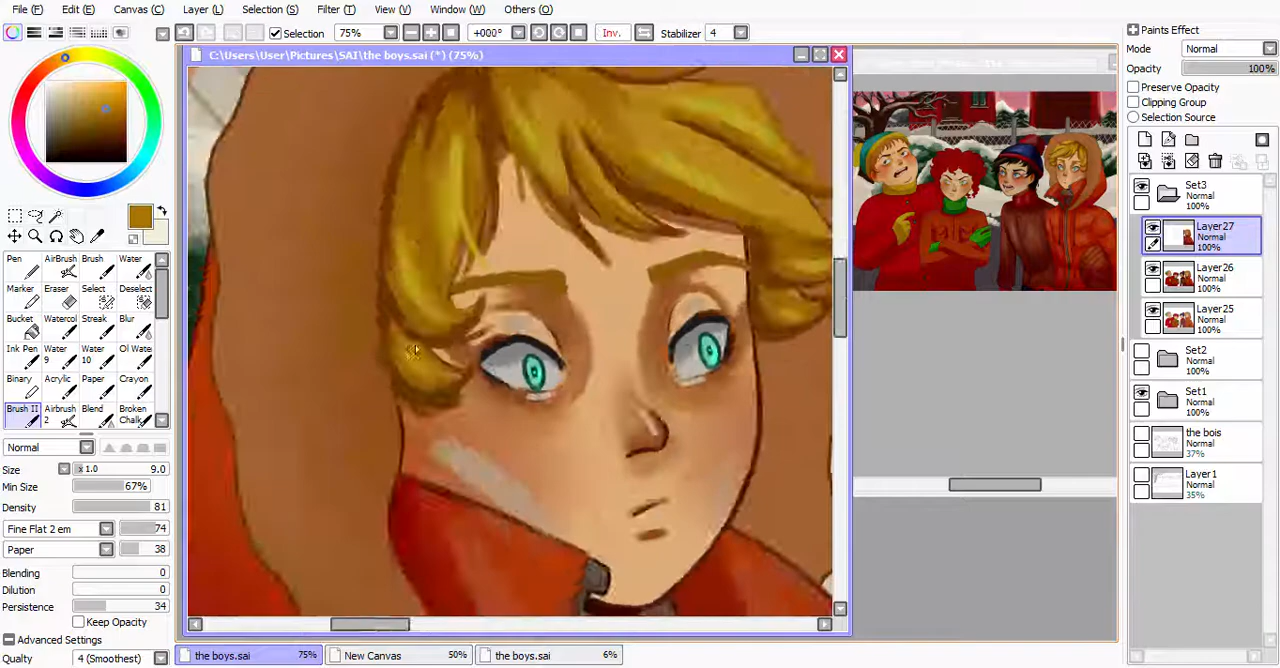 File (F) Edit (E) Canvas (C) Layer (L) Selection (S) Filter (T) View (V) Window (W) Others (O)
Selection 75% +000° Inv. Stabilizer 4
C:\Users\User\Pictures\SAI\the boys.sai (*) (75%)
Pen AirBrush Brush Water
Marker Eraser Select Deselect
Bucket Watercol Streak Blur
Ink Pen Water 9 Water 10 Ol Wate
Binary Acrylic Paper Crayon
Brush II Airbrush 2 Blend Broken Chalk
Normal
Size x 1.0 9.0
Min Size 67%
Density 81
Fine Flat 2 em 74
Paper 38
Blending 0
Dilution 0
Persistence 34
Keep Opacity
Advanced Settings
Qualty 4 (Smoothest)
the boys.sai 75% New Canvas 50% the boys.sai 6%
Paints Effect
Mode Normal
Opacity 100%
Preserve Opacity
Clipping Group
Selection Source
Set3
100%
Layer27
Normal
100%
Layer26
Normal
100%
Layer25
Normal
100%
Set2
Normal
100%
Set1
Normal
100%
the bois
Normal
37%
Layer1
Normal
35%